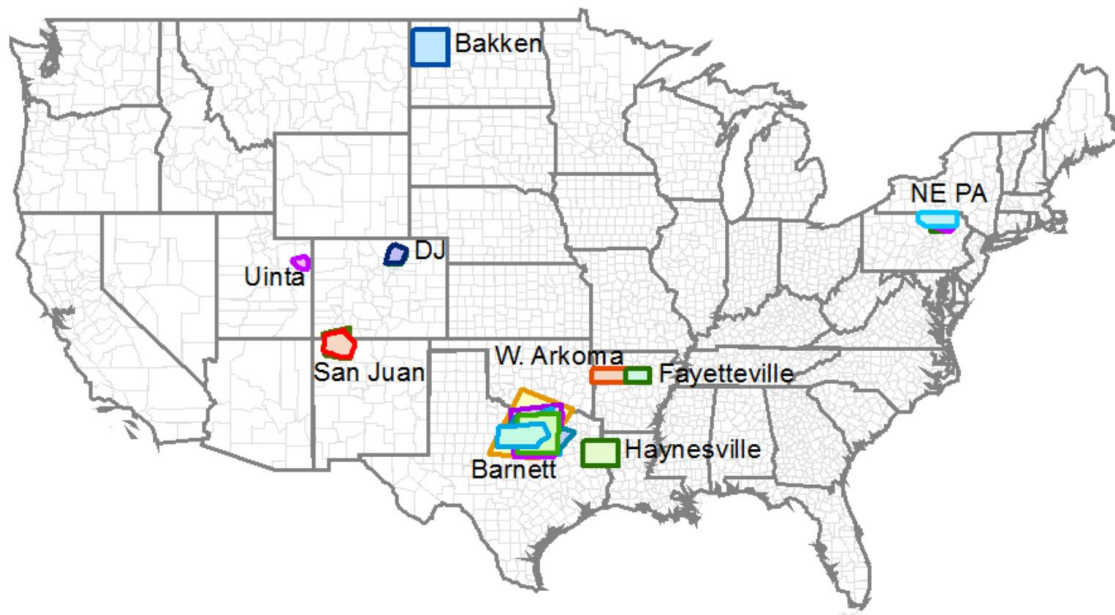 Bakken
NE PA
DJ
Uinta
San Juan
W. Arkoma
Fayetteville
Haynesville
Barnett